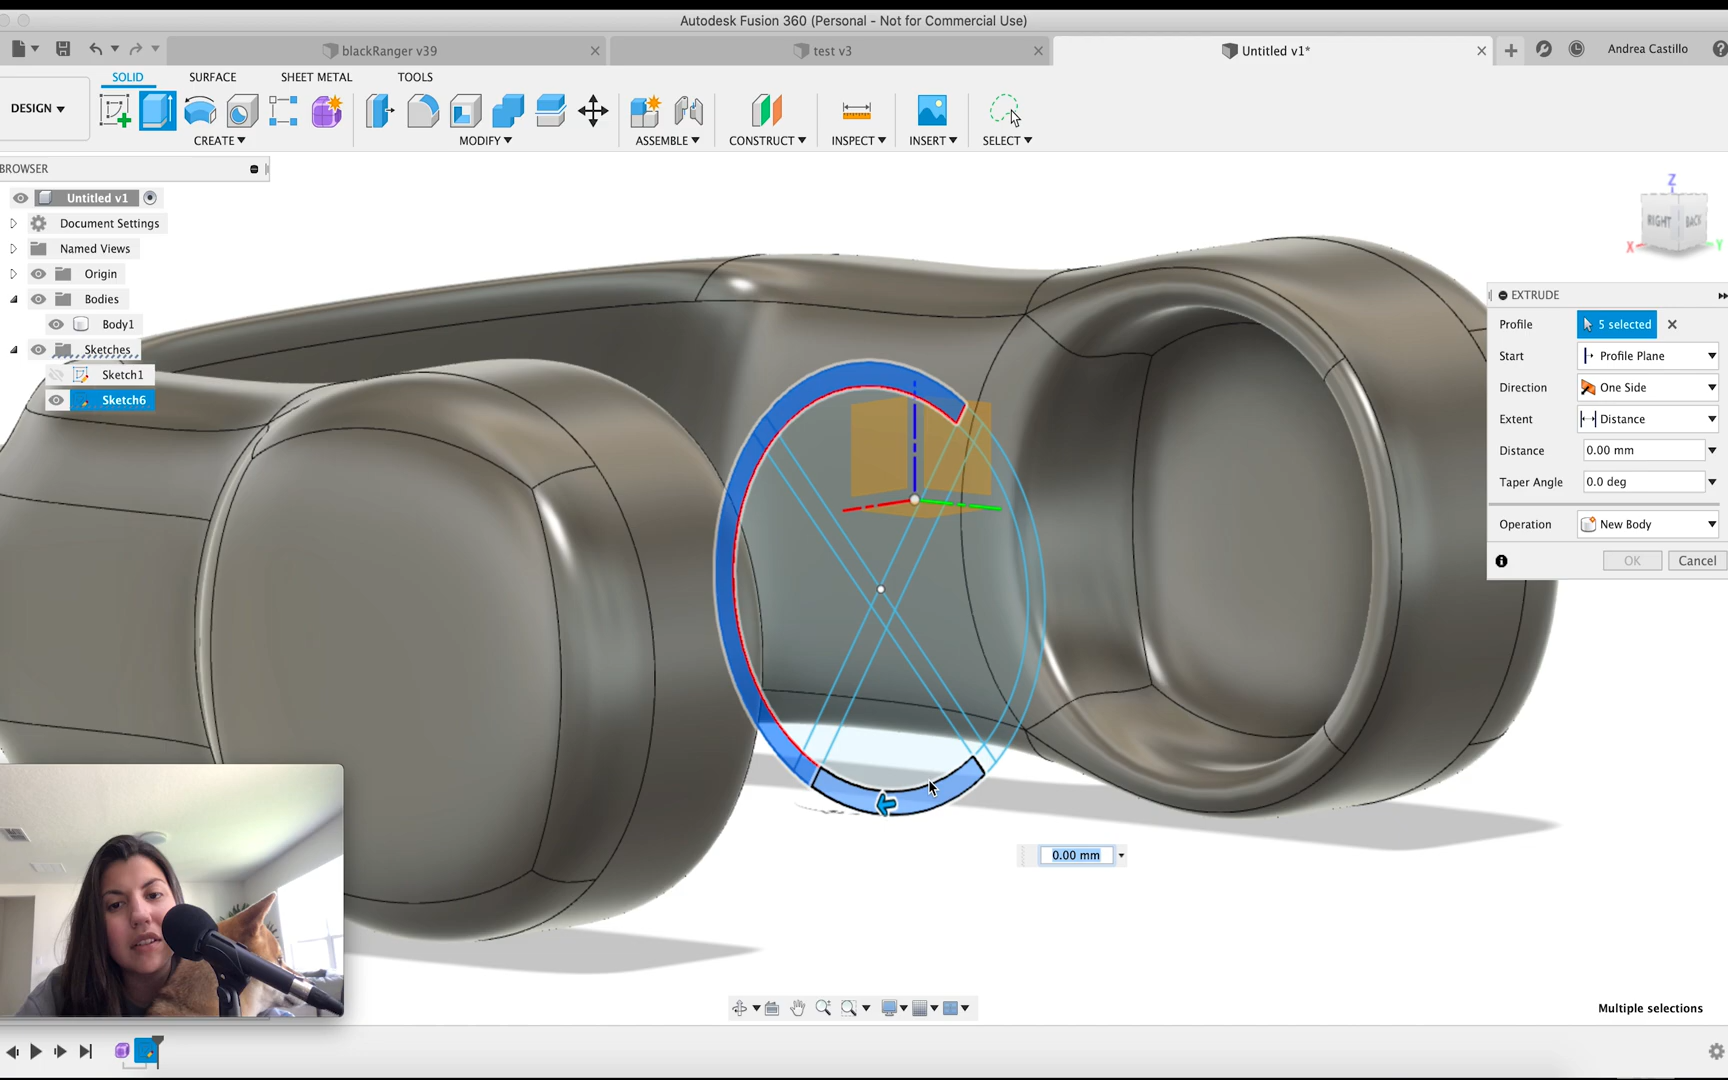 Autodesk Fusion 360 (Personal - Not for Commercial Use)
blackRanger v39
test v3
Untitled v1*
Andrea Castillo
SOLID
SURFACE
SHEET METAL
TOOLS
DESIGN
CREATE
MODIFY
ASSEMBLE
CONSTRUCT
INSPECT
INSERT
SELECT
BROWSER
Untitled v1
Document Settings
Named Views
Origin
Bodies
Body1
Sketches
Sketch1
Sketch6
Z
RIGHT
BACK
X
Y
EXTRUDE
Profile 5 selected
Start Profile Plane
Direction One Side
Extent Distance
Distance 0.00 mm
Taper Angle 0.0 deg
Operation New Body
OK Cancel
0.00 mm
Multiple selections